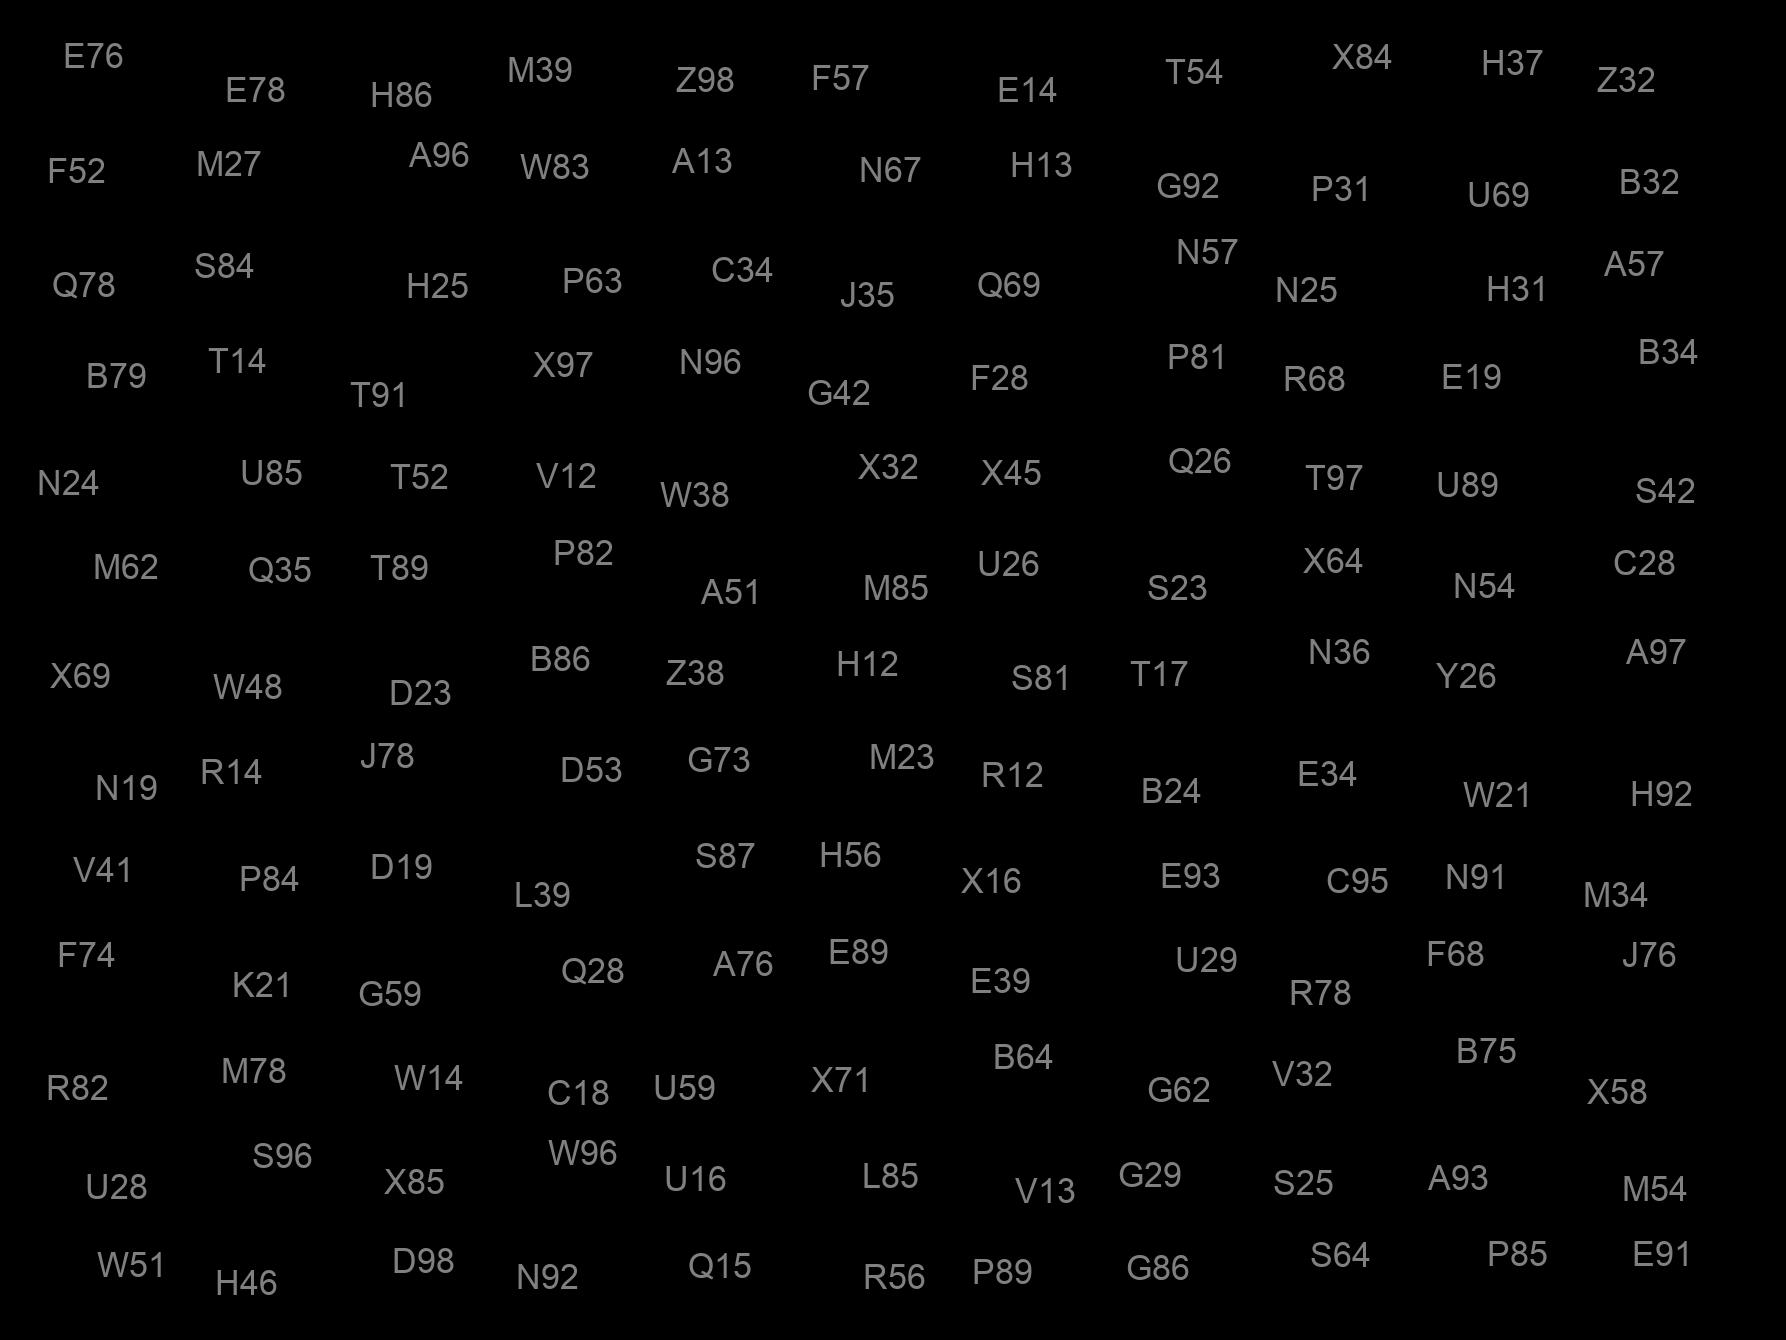 E76 E78 H86 M39 Z98 F57 E14 T54 X84 H37 Z32
F52 M27 A96 W83 A13 N67 H13 G92 P31 U69 B32
Q78 S84 H25 P63 C34 J35 Q69 N57 N25 H31 A57
B79 T14 T91 X97 N96 G42 F28 P81 R68 E19 B34
N24 U85 T52 V12 W38 X32 X45 Q26 T97 U89 S42
M62 Q35 T89 P82 A51 M85 U26 S23 X64 N54 C28
X69 W48 D23 B86 Z38 H12 S81 T17 N36 Y26 A97
N19 R14 J78 D53 G73 M23 R12 B24 E34 W21 H92
V41 P84 D19 L39 S87 H56 X16 E93 C95 N91 M34
F74 K21 G59 Q28 A76 E89 E39 U29 R78 F68 J76
R82 M78 W14 C18 U59 X71 B64 G62 V32 B75 X58
U28 S96 X85 W96 U16 L85 V13 G29 S25 A93 M54
W51 H46 D98 N92 Q15 R56 P89 G86 S64 P85 E91